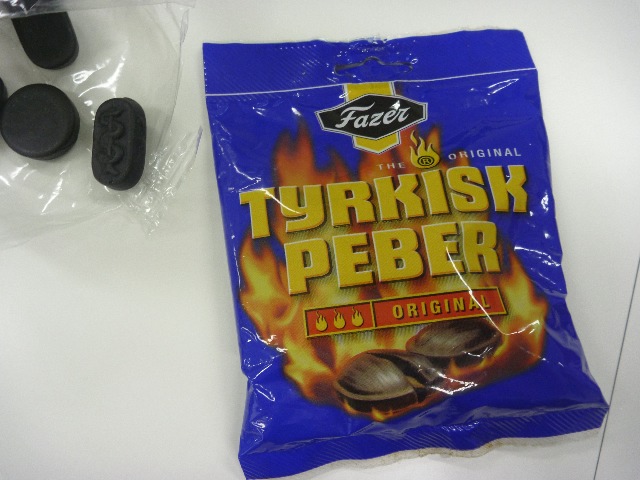 Fazer
THE ® ORIGINAL
TYRKISK
PEBER
ORIGINAL